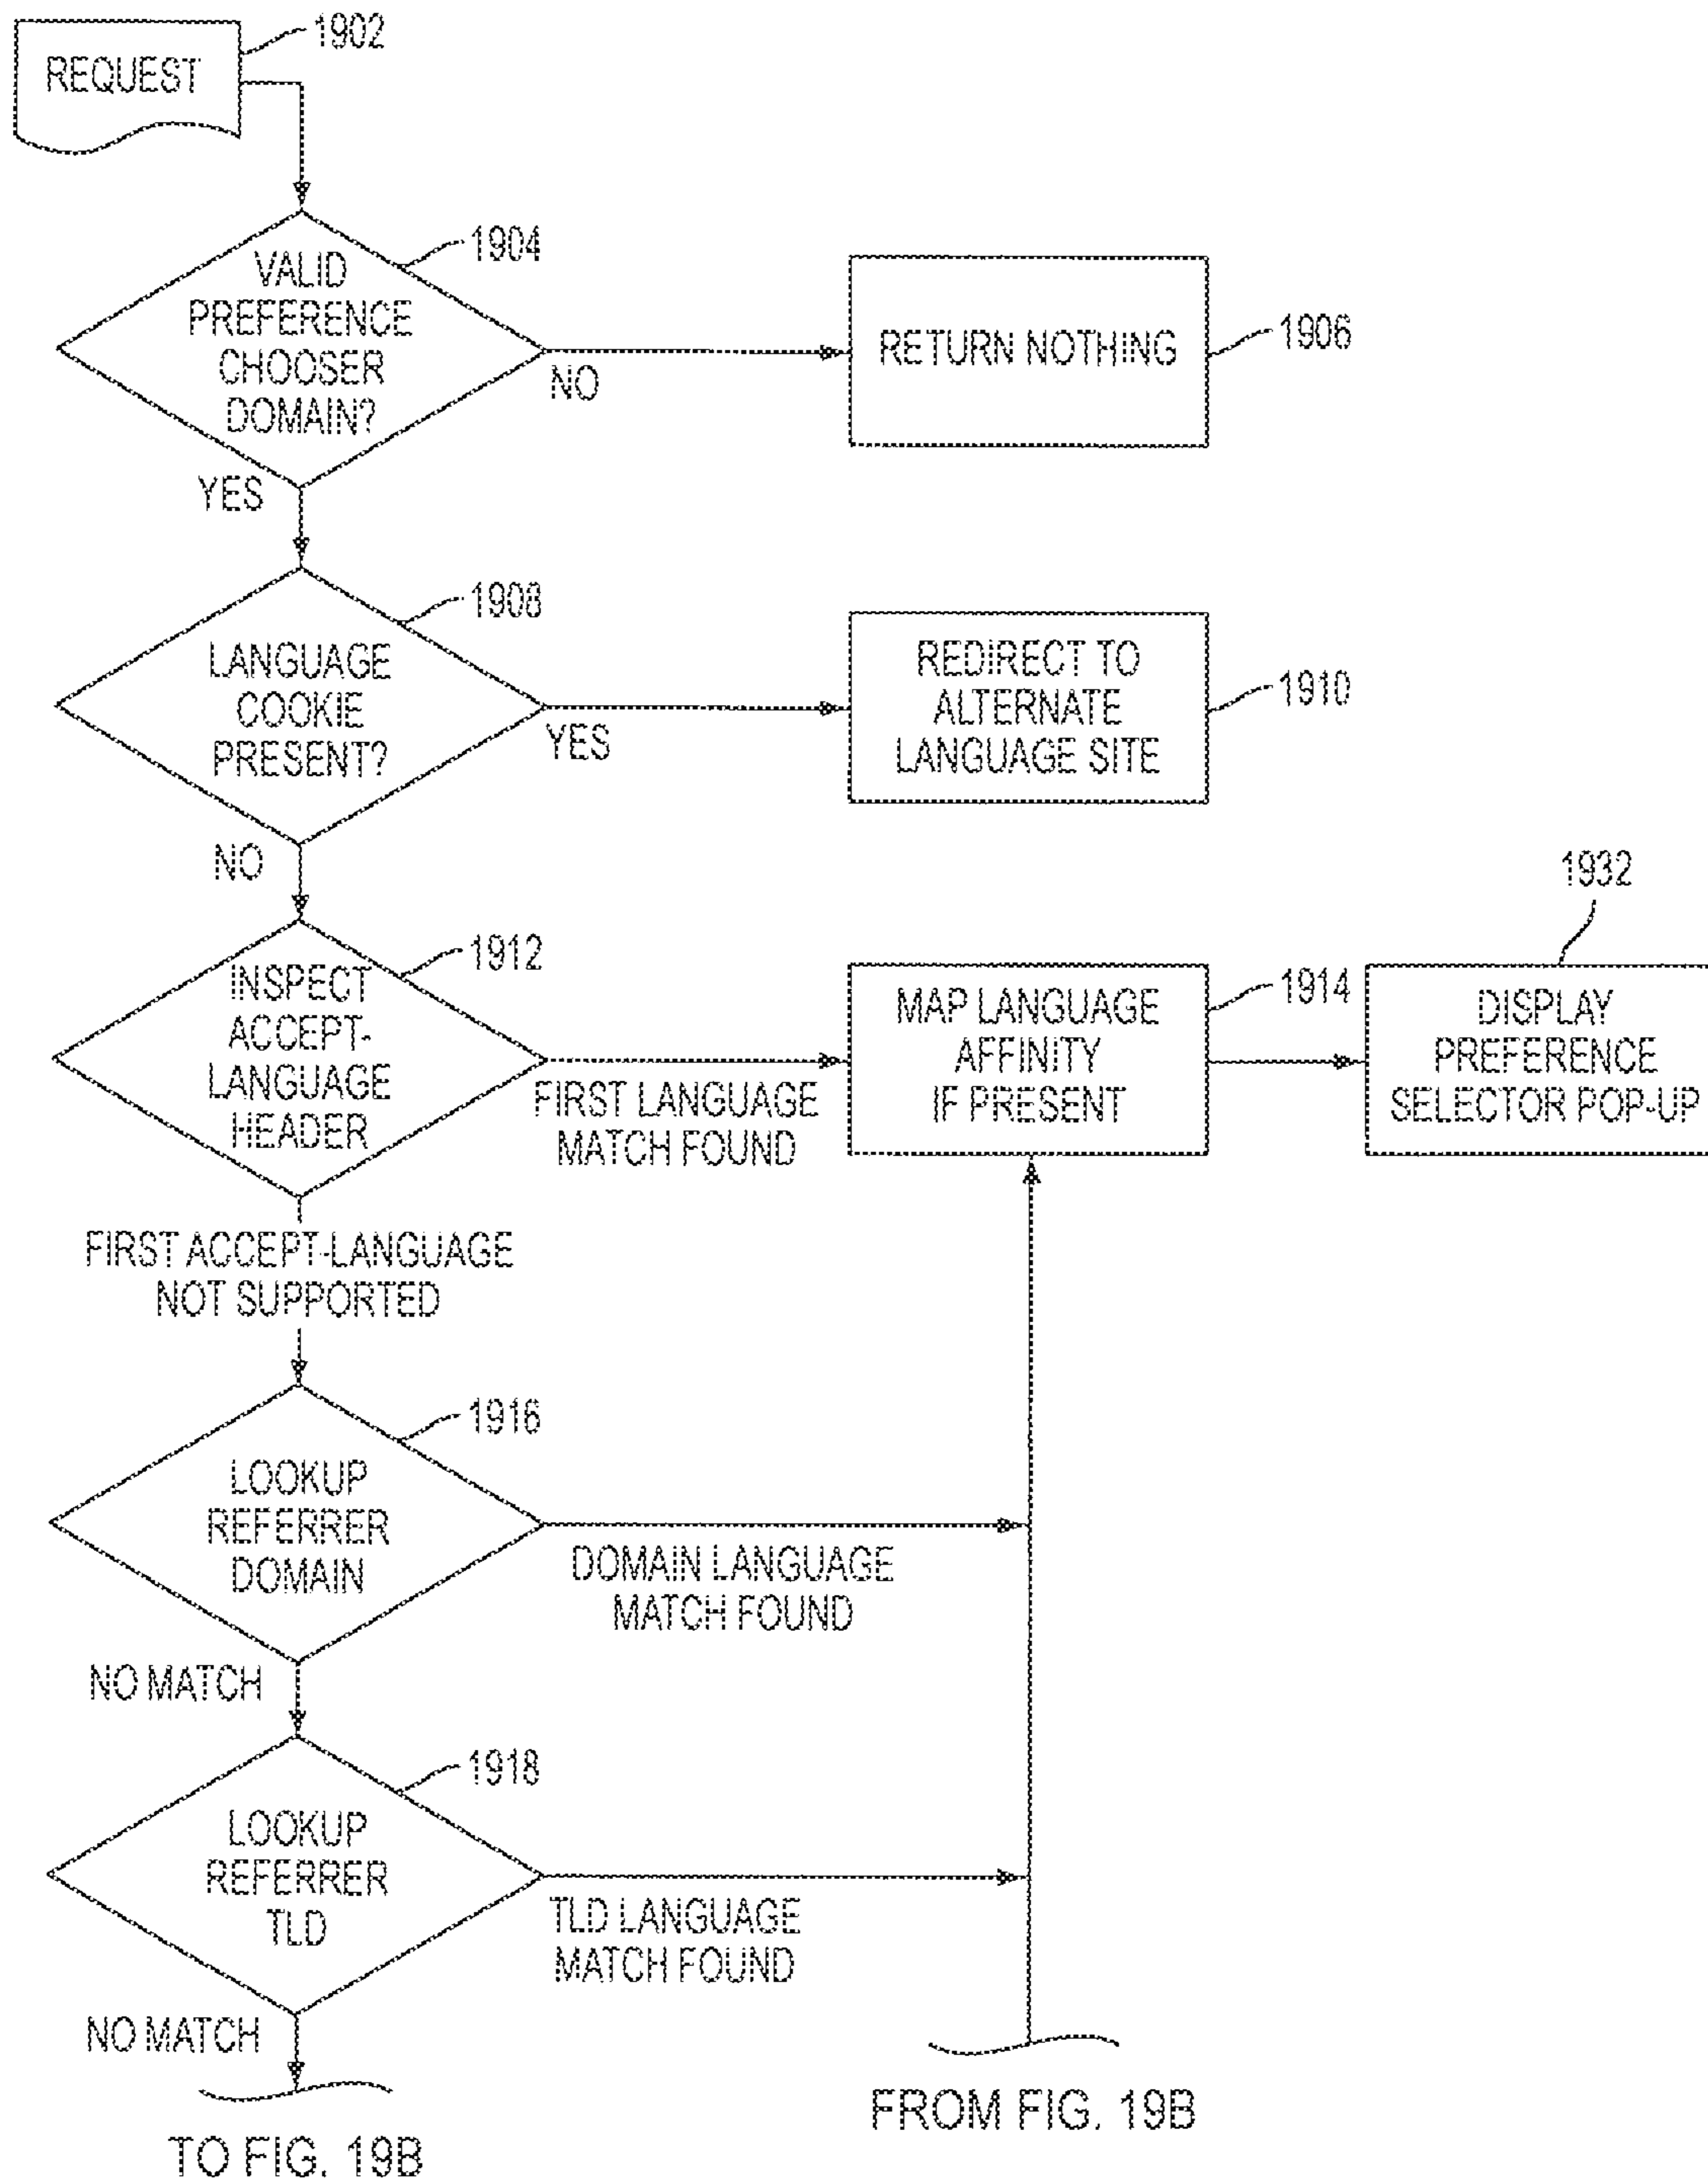 1902
REQUEST
1904
VALID
PREFERENCE
CHOOSER
DOMAIN?
NO
RETURN NOTHING
1906
YES
1908
LANGUAGE
COOKIE
PRESENT?
YES
REDIRECT TO
ALTERNATE
LANGUAGE SITE
1910
NO
1912
INSPECT
ACCEPT-
LANGUAGE
HEADER
FIRST LANGUAGE
MATCH FOUND
MAP LANGUAGE
AFFINITY
IF PRESENT
1914
1932
DISPLAY
PREFERENCE
SELECTOR POP-UP
FIRST ACCEPT-LANGUAGE
NOT SUPPORTED
1916
LOOKUP
REFERRER
DOMAIN
DOMAIN LANGUAGE
MATCH FOUND
NO MATCH
1918
LOOKUP
REFERRER
TLD
TLD LANGUAGE
MATCH FOUND
NO MATCH
TO FIG. 19B
FROM FIG. 19B